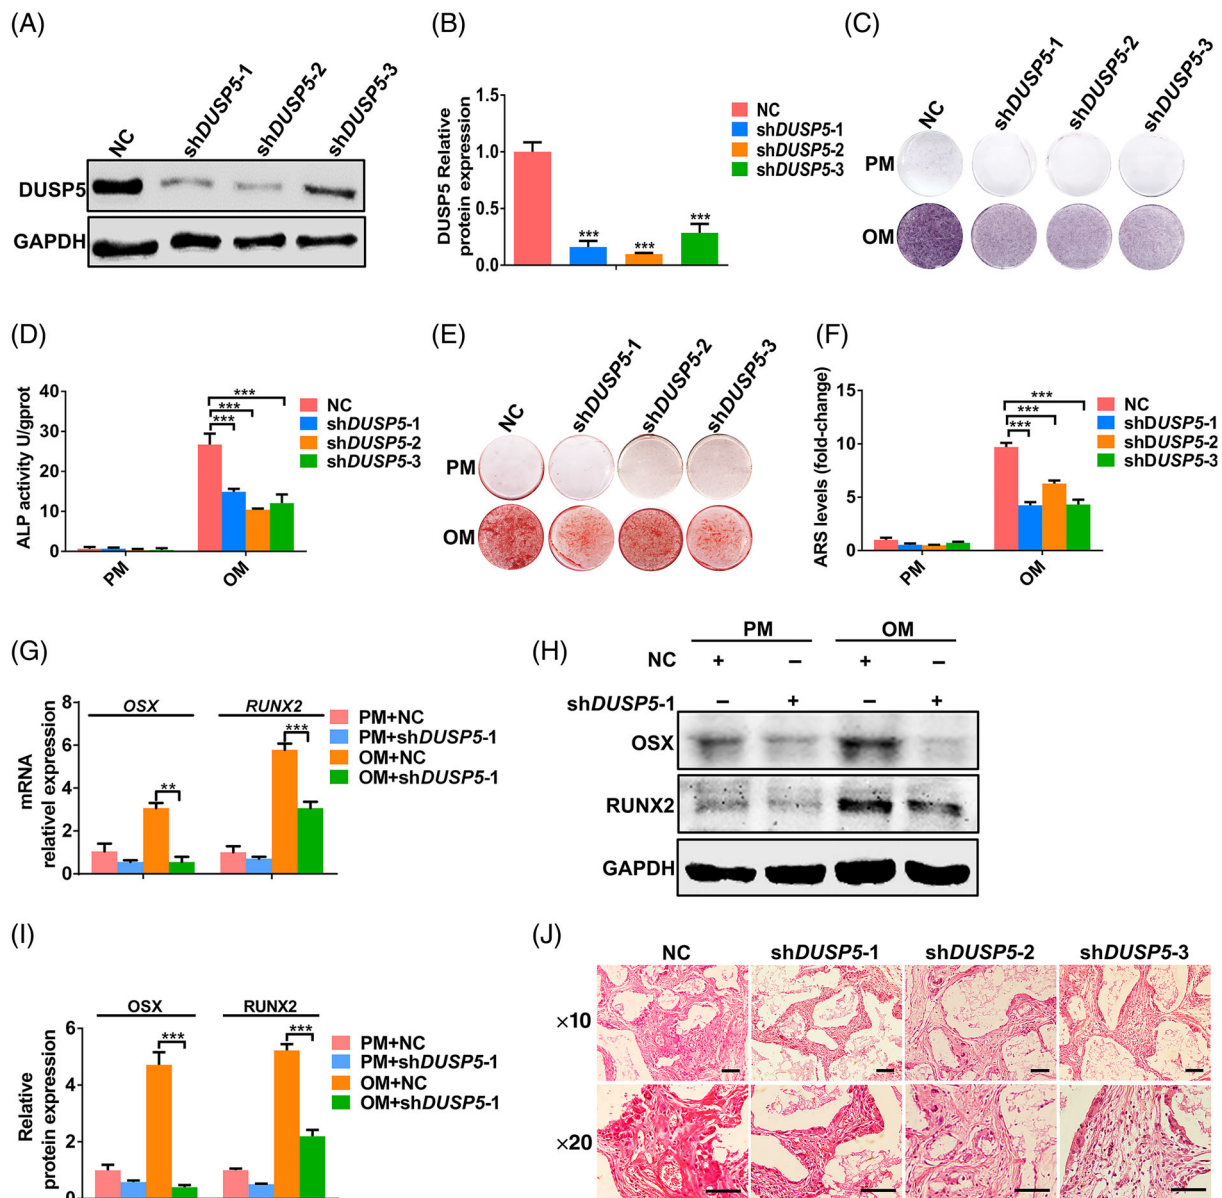 (A)
NC shDUSP5-1 shDUSP5-2 shDUSP5-3
DUSP5
GAPDH
(B)
DUSP5 Relative
protein expression
1.5
1.0
0.5
0.0
*** *** ***
NC
shDUSP5-1
shDUSP5-2
shDUSP5-3
(C)
NC shDUSP5-1 shDUSP5-2 shDUSP5-3
PM
OM
(D)
ALP activity U/gprot
40
30
20
10
0
***
***
***
PM OM
NC
shDUSP5-1
shDUSP5-2
shDUSP5-3
(E)
NC shDUSP5-1 shDUSP5-2 shDUSP5-3
PM
OM
(F)
ARS levels (fold-change)
15
10
5
0
***
***
***
PM OM
NC
shDUSP5-1
shDUSP5-2
shDUSP5-3
(G)
mRNA
relativel expression
8
6
4
2
0
OSX RUNX2
** ***
PM+NC
PM+shDUSP5-1
OM+NC
OM+shDUSP5-1
(H)
PM OM
NC + – + –
shDUSP5-1 – + – +
OSX
RUNX2
GAPDH
(I)
Relative
protein expression
6
4
2
0
OSX RUNX2
*** ***
PM+NC
PM+shDUSP5-1
OM+NC
OM+shDUSP5-1
(J)
NC shDUSP5-1 shDUSP5-2 shDUSP5-3
×10
×20